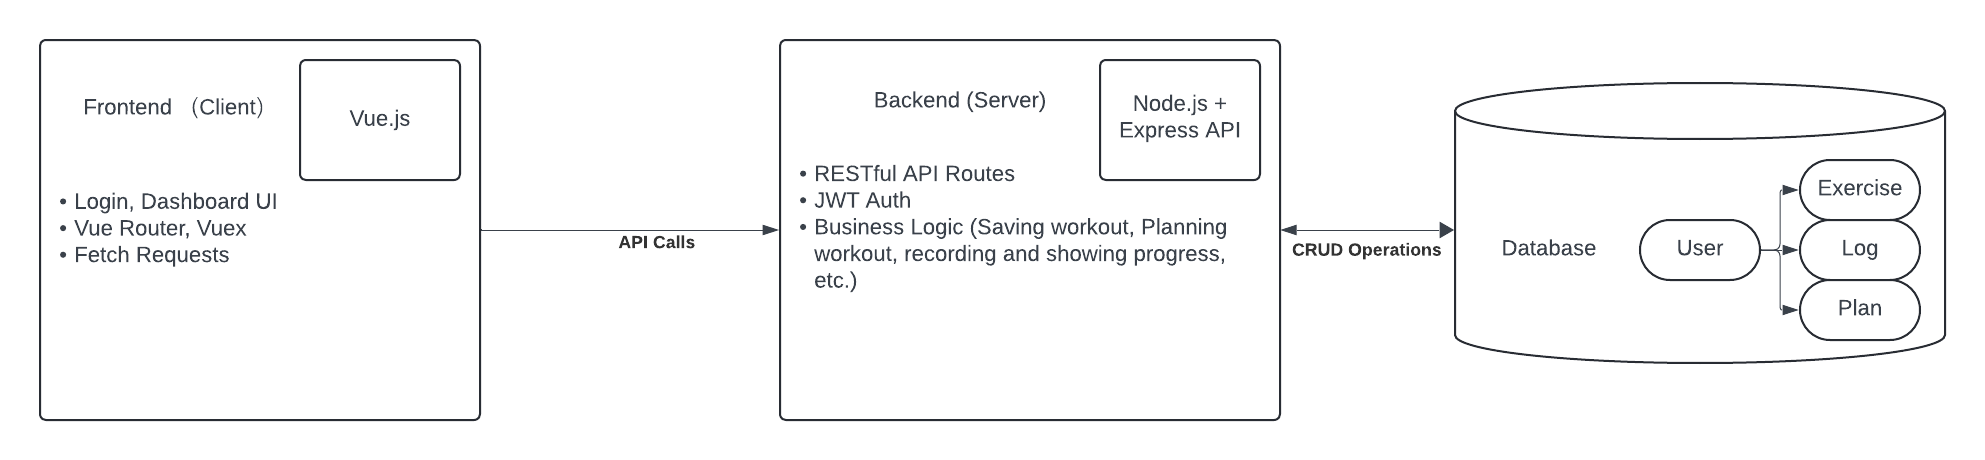 Frontend （Client）
Vue.js
• Login, Dashboard UI
• Vue Router, Vuex
• Fetch Requests
API Calls
Backend (Server)
Node.js +
Express API
• RESTful API Routes
• JWT Auth
• Business Logic (Saving workout, Planning
workout, recording and showing progress,
etc.)
CRUD Operations
Database
User
Exercise
Log
Plan